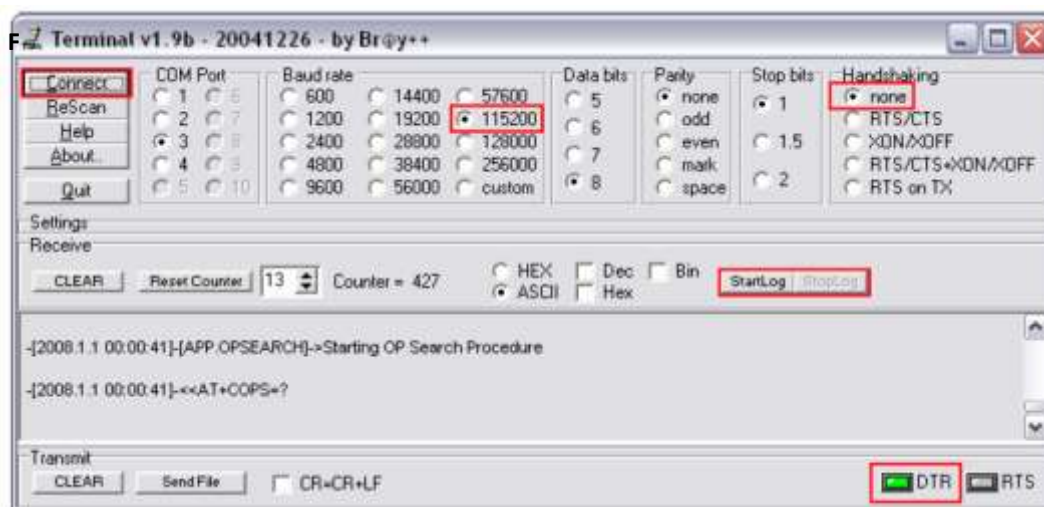 F Terminal v1.9b - 20041226 - by Br@y++
Connect
ReScan
Help
About..
Quit
COM Port
1 6
2 7
3 8
4 9
5 10
Baud rate
600 14400 57600
1200 19200 115200
2400 28800 128000
4800 38400 256000
9600 56000 custom
Data bits
5
6
7
8
Parity
none
odd
even
mark
space
Stop bits
1
1.5
2
Handshaking
none
RTS/CTS
XON/XOFF
RTS/CTS+XON/XOFF
RTS on TX
Settings
Receive
CLEAR Reset Counter 13 Counter = 427
HEX Dec Bin
ASCII Hex
StartLog StopLog
-[2008.1.1 00:00:41]-[APP.OPSEARCH]->Starting OP Search Procedure
-[2008.1.1 00:00:41]-<<AT+COPS=?
Transmit
CLEAR Send File CR=CR+LF DTR RTS